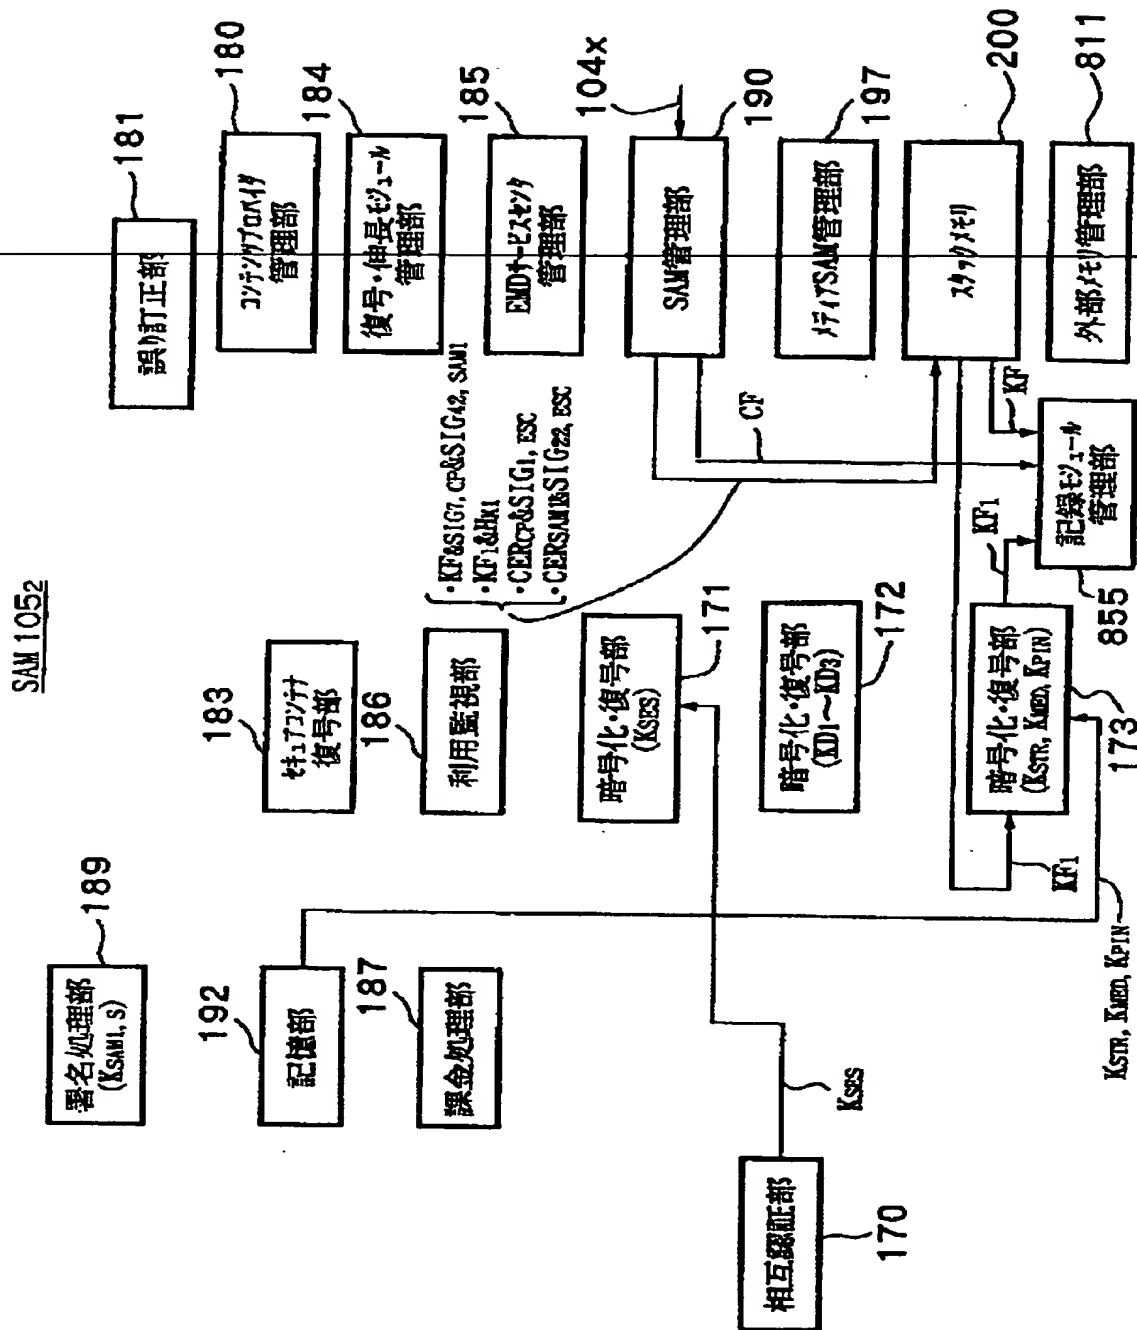 SAM 105₂
誤り訂正部
181
コンテンツプロバイダ
管理部
180
復号・伸長モジュール
管理部
184
EMDサービスセンタ
管理部
185
104x
SAM管理部
190
メディアSAM管理部
197
スタックメモリ
200
外部メモリ管理部
811
・KF&SIG7, CP&SIG42, SAM1
・KF1&HK1
・CERCP&SIG1, ESC
・CERSAM1&SIG22, ESC
CF
KF
KF1
記録モジュール
管理部
855
183
セキュアコンテナ
復号部
186
利用監視部
暗号化・復号部
(KSES)
171
暗号化・復号部
(KD1～KD3)
172
暗号化・復号部
(KSTR, KMED, KPIN)
173
KF1
署名処理部
(KSAM1, S)
189
192
記憶部
187
課金処理部
KSES
KSTR, KMED, KPIN
相互認証部
170